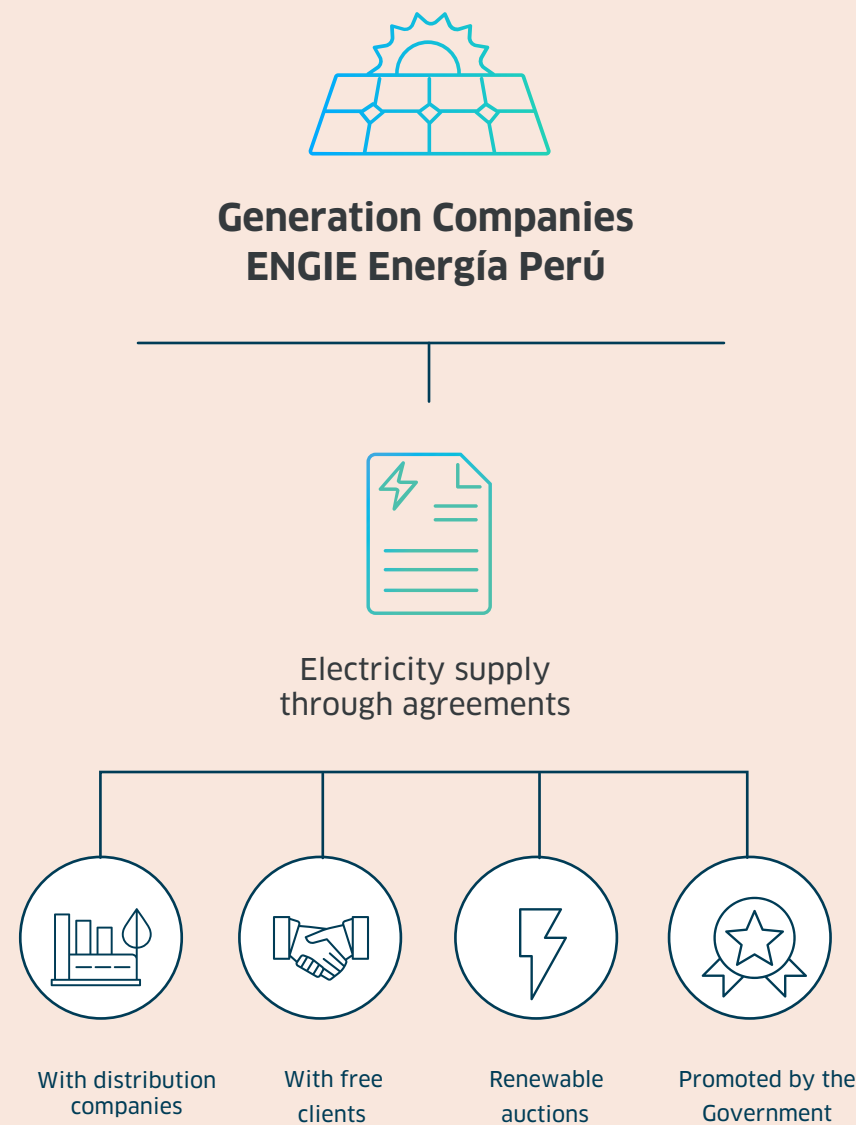 Generation Companies
ENGIE Energía Perú
Electricity supply
through agreements
With distribution
companies
With free
clients
Renewable
auctions
Promoted by the
Government